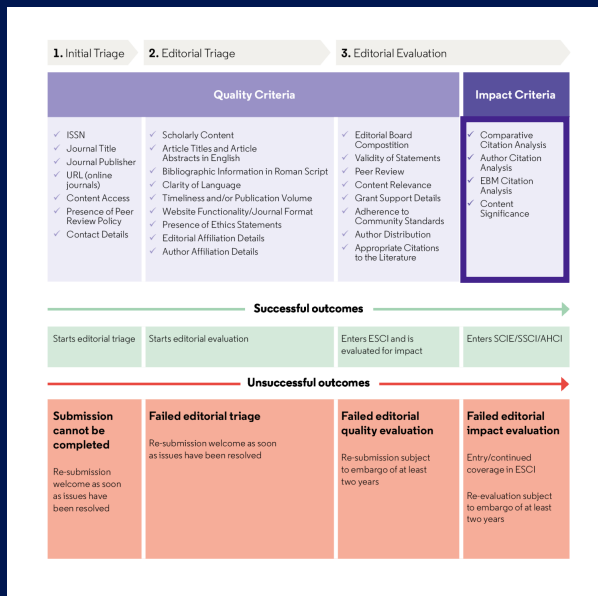 1. Initial Triage
2. Editorial Triage
3. Editorial Evaluation
Quality Criteria
Impact Criteria
✓ ISSN
✓ Journal Title
✓ Journal Publisher
✓ URL (online
journals)
✓ Content Access
✓ Presence of Peer
Review Policy
✓ Contact Details
✓ Scholarly Content
✓ Article Titles and Article
Abstracts in English
✓ Bibliographic Information in Roman Script
✓ Clarity of Language
✓ Timeliness and/or Publication Volume
✓ Website Functionality/Journal Format
✓ Presence of Ethics Statements
✓ Editorial Affiliation Details
✓ Author Affiliation Details
✓ Editorial Board
Compostition
✓ Validity of Statements
✓ Peer Review
✓ Content Relevance
✓ Grant Support Details
✓ Adherence to
Community Standards
✓ Author Distribution
✓ Appropriate Citations
to the Literature
✓ Comparative
Citation Analysis
✓ Author Citation
Analysis
✓ EBM Citation
Analysis
✓ Content
Significance
Successful outcomes
Starts editorial triage
Starts editorial evaluation
Enters ESCI and is
evaluated for impact
Enters SCIE/SSCI/AHCI
Unsuccessful outcomes
Submission
cannot be
completed
Re-submission
welcome as soon
as issues have
been resolved
Failed editorial triage
Re-submission welcome as soon
as issues have been resolved
Failed editorial
quality evaluation
Re-submission subject
to embargo of at least
two years
Failed editorial
impact evaluation
Entry/continued
coverage in ESCI
Re-evaluation subject
to embargo of at least
two years